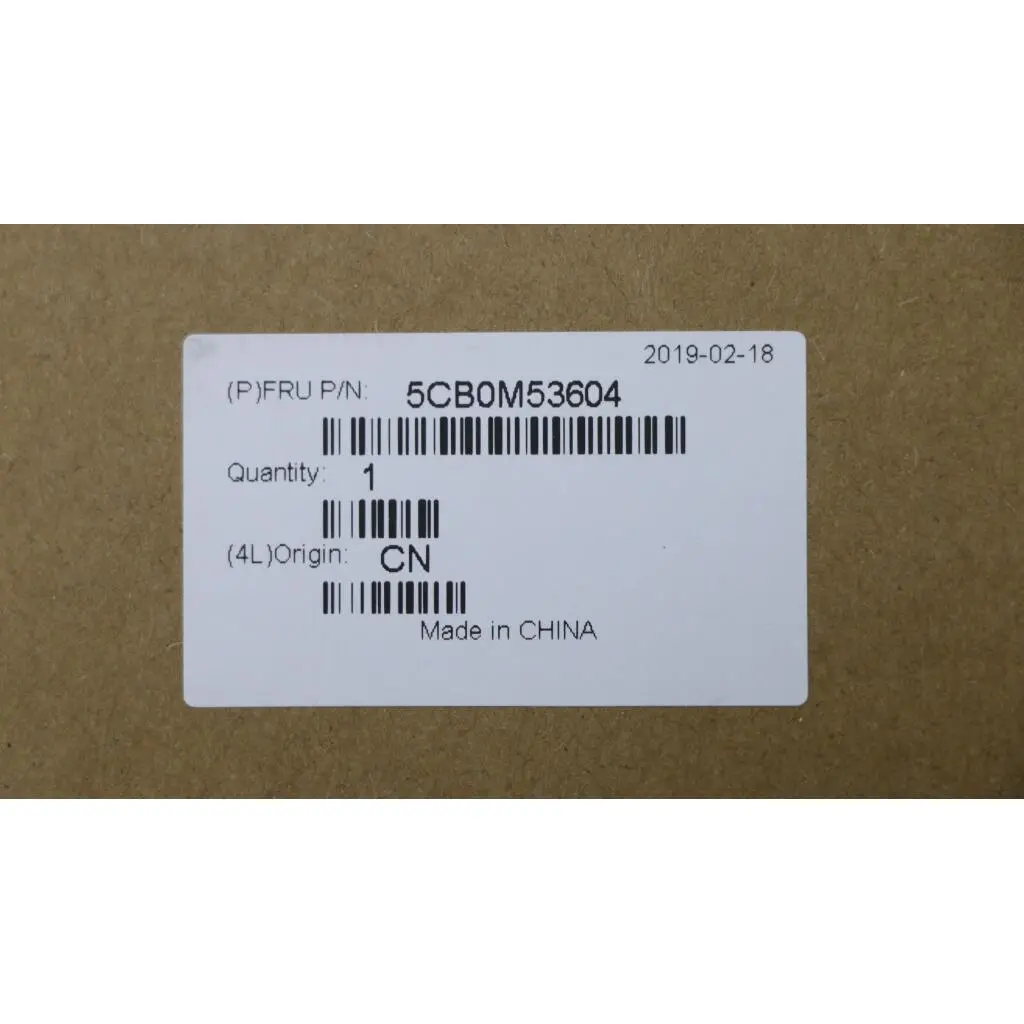 2019-02-18
(P)FRU P/N: 5CB0M53604
Quantity: 1
(4L)Origin: CN
Made in CHINA